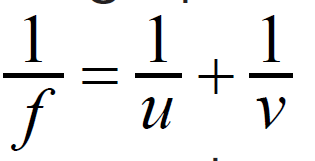 1/f = 1/u + 1/v